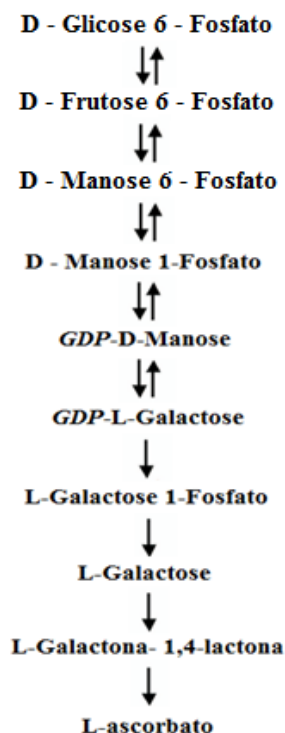 D - Glicose 6 - Fosfato
D - Frutose 6 - Fosfato
D - Manose 6 - Fosfato
D - Manose 1-Fosfato
GDP-D-Manose
GDP-L-Galactose
L-Galactose 1-Fosfato
L-Galactose
L-Galactona- 1,4-lactona
L-ascorbato